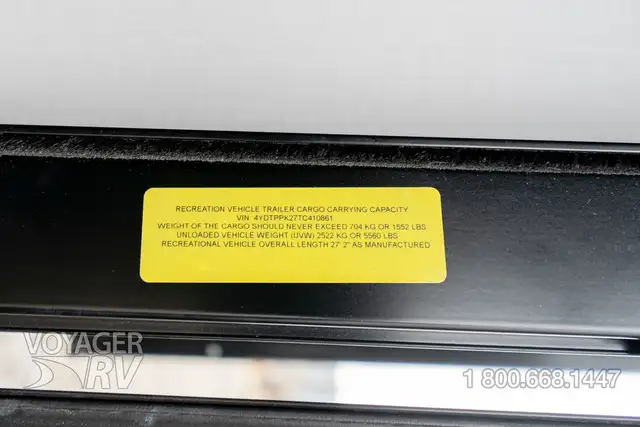 RECREATION VEHICLE TRAILER CARGO CARRYING CAPACITY
VIN 4YDTPPK27TC410861
WEIGHT OF THE CARGO SHOULD NEVER EXCEED 704 KG OR 1552 LBS
UNLOADED VEHICLE WEIGHT (UVW) 2522 KG OR 5560 LBS
RECREATIONAL VEHICLE OVERALL LENGTH 27' 2" AS MANUFACTURED
VOYAGER
RV
1 800.668.1447